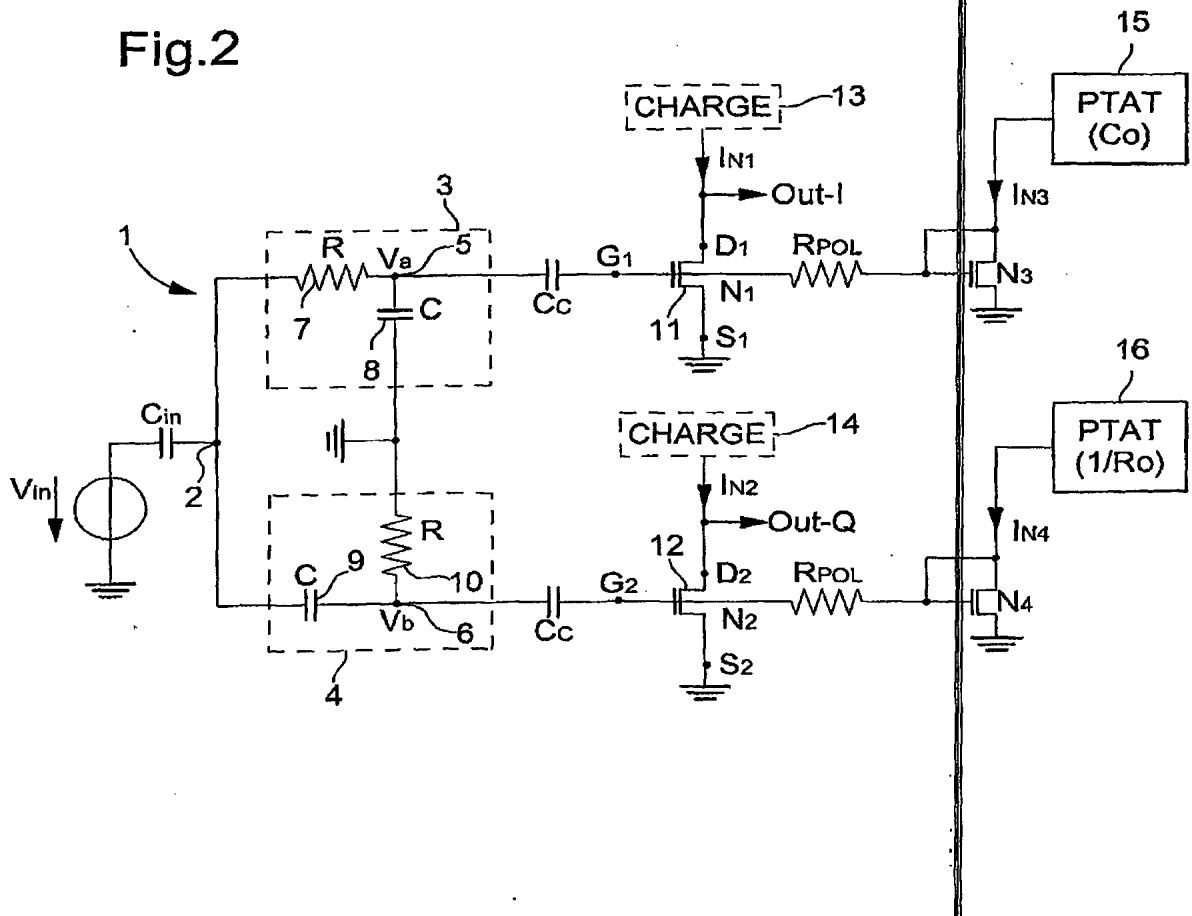 Fig.2
15
PTAT
(Co)
CHARGE
13
IN1
IN3
Out-I
3
1
R
Va
5
G1
D1
RPOL
N3
7
C
Cc
N1
11
8
S1
16
Cin
CHARGE
14
PTAT
(1/Ro)
2
Vin
IN2
IN4
Out-Q
R
12
C
9
10
G2
D2
RPOL
N4
Vb
6
Cc
N2
4
S2